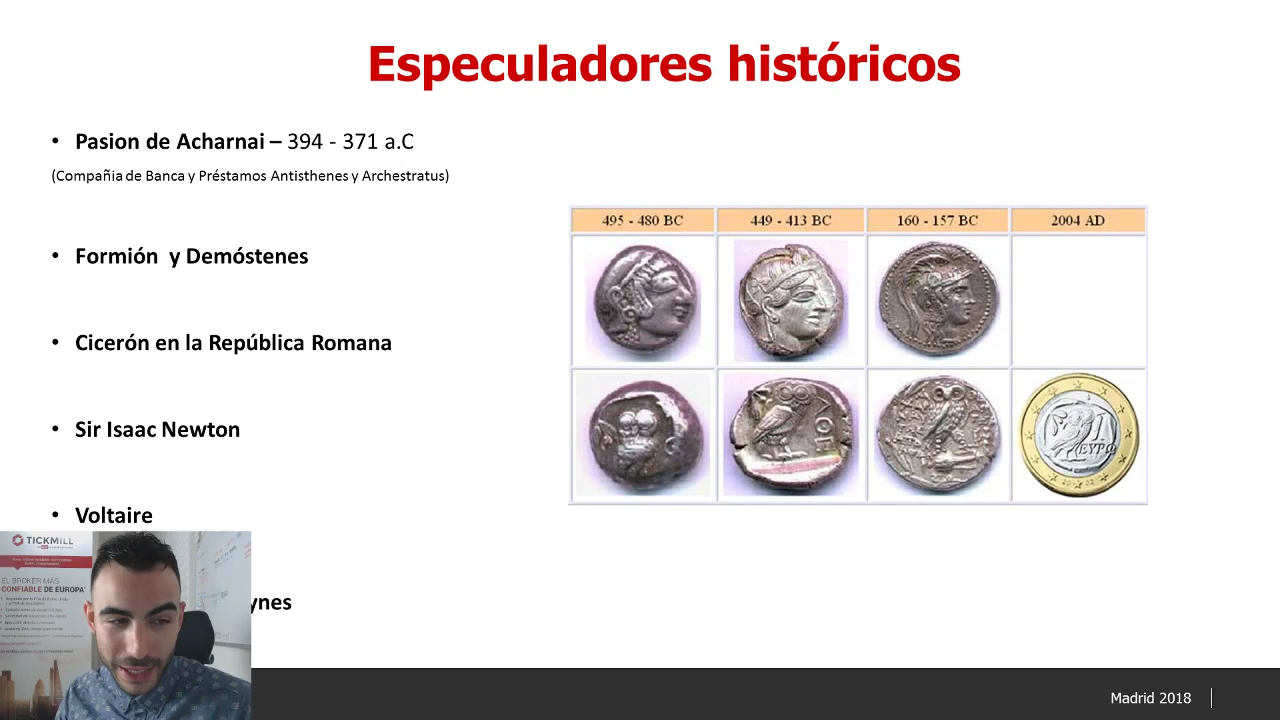 Especuladores históricos
• Pasion de Acharnai – 394 - 371 a.C
(Compañia de Banca y Préstamos Antisthenes y Archestratus)
• Formión y Demóstenes
• Cicerón en la República Romana
• Sir Isaac Newton
• Voltaire
ynes
495 - 480 BC
449 - 413 BC
160 - 157 BC
2004 AD
ΑΘΕ
ΕΥΡΩ
TICKMILL
EL BROKER MÁS
CONFIABLE DE EUROPA
Madrid 2018